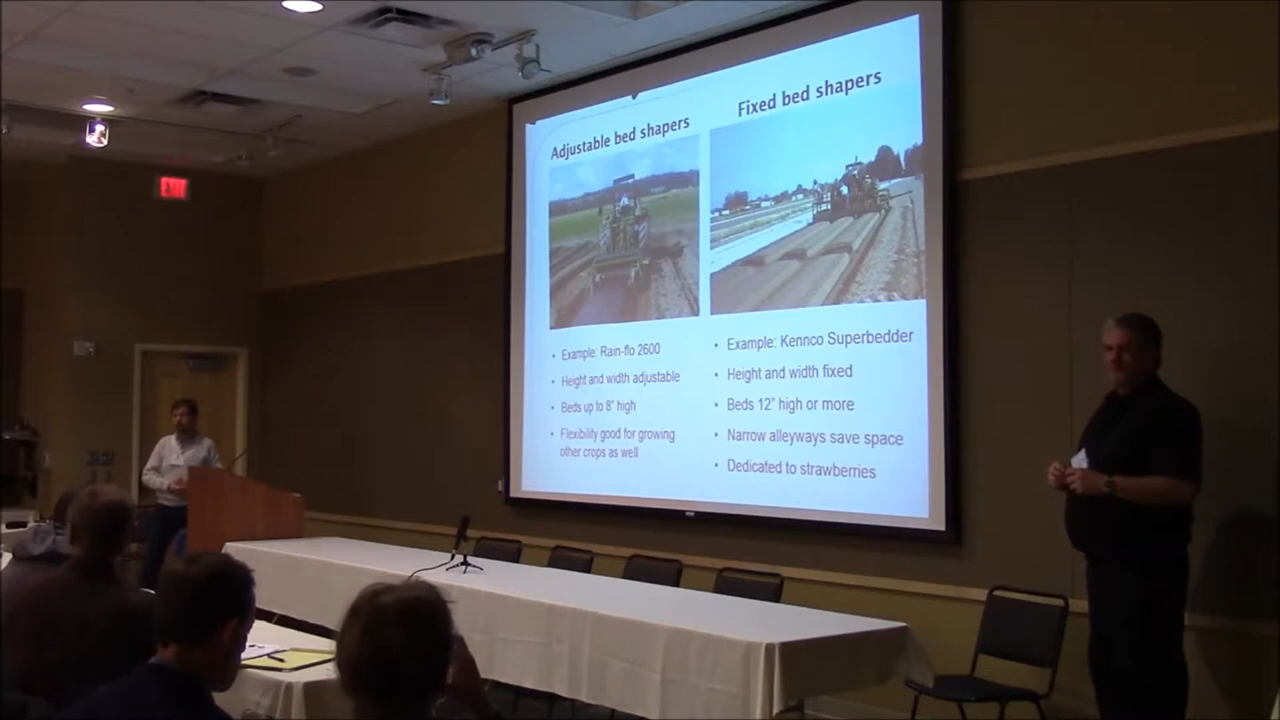 EXIT
Adjustable bed shapers
• Example: Rain-flo 2600
• Height and width adjustable
• Beds up to 8" high
• Flexibility good for growing
other crops as well
Fixed bed shapers
• Example: Kennco Superbedder
• Height and width fixed
• Beds 12" high or more
• Narrow alleyways save space
• Dedicated to strawberries